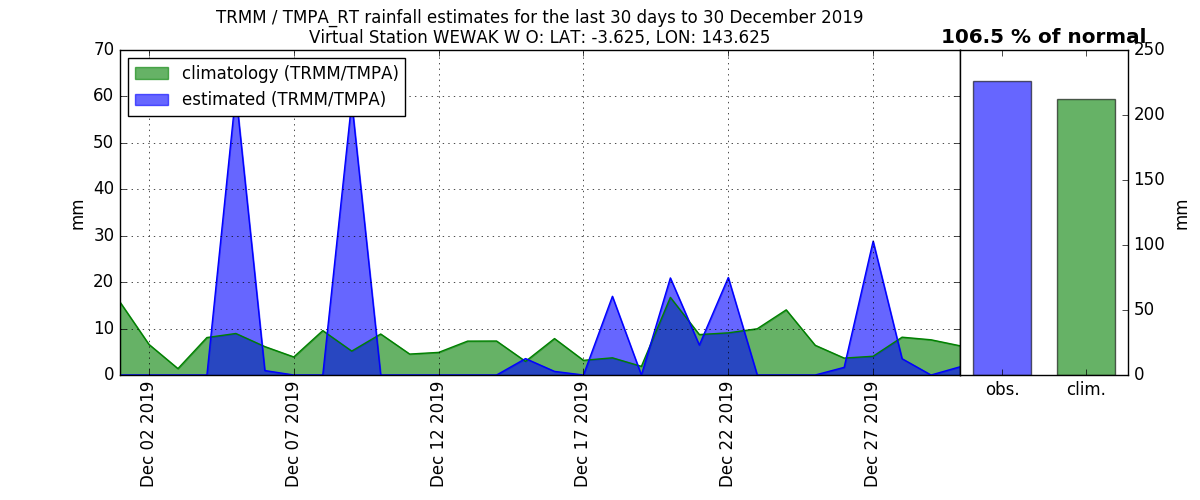 TRMM / TMPA_RT rainfall estimates for the last 30 days to 30 December 2019
Virtual Station WEWAK W O: LAT: -3.625, LON: 143.625
106.5 % of normal
climatology (TRMM/TMPA)
estimated (TRMM/TMPA)
70
60
50
40
30
20
10
0
mm
Dec 02 2019
Dec 07 2019
Dec 12 2019
Dec 17 2019
Dec 22 2019
Dec 27 2019
obs.
clim.
250
200
150
100
50
0
mm